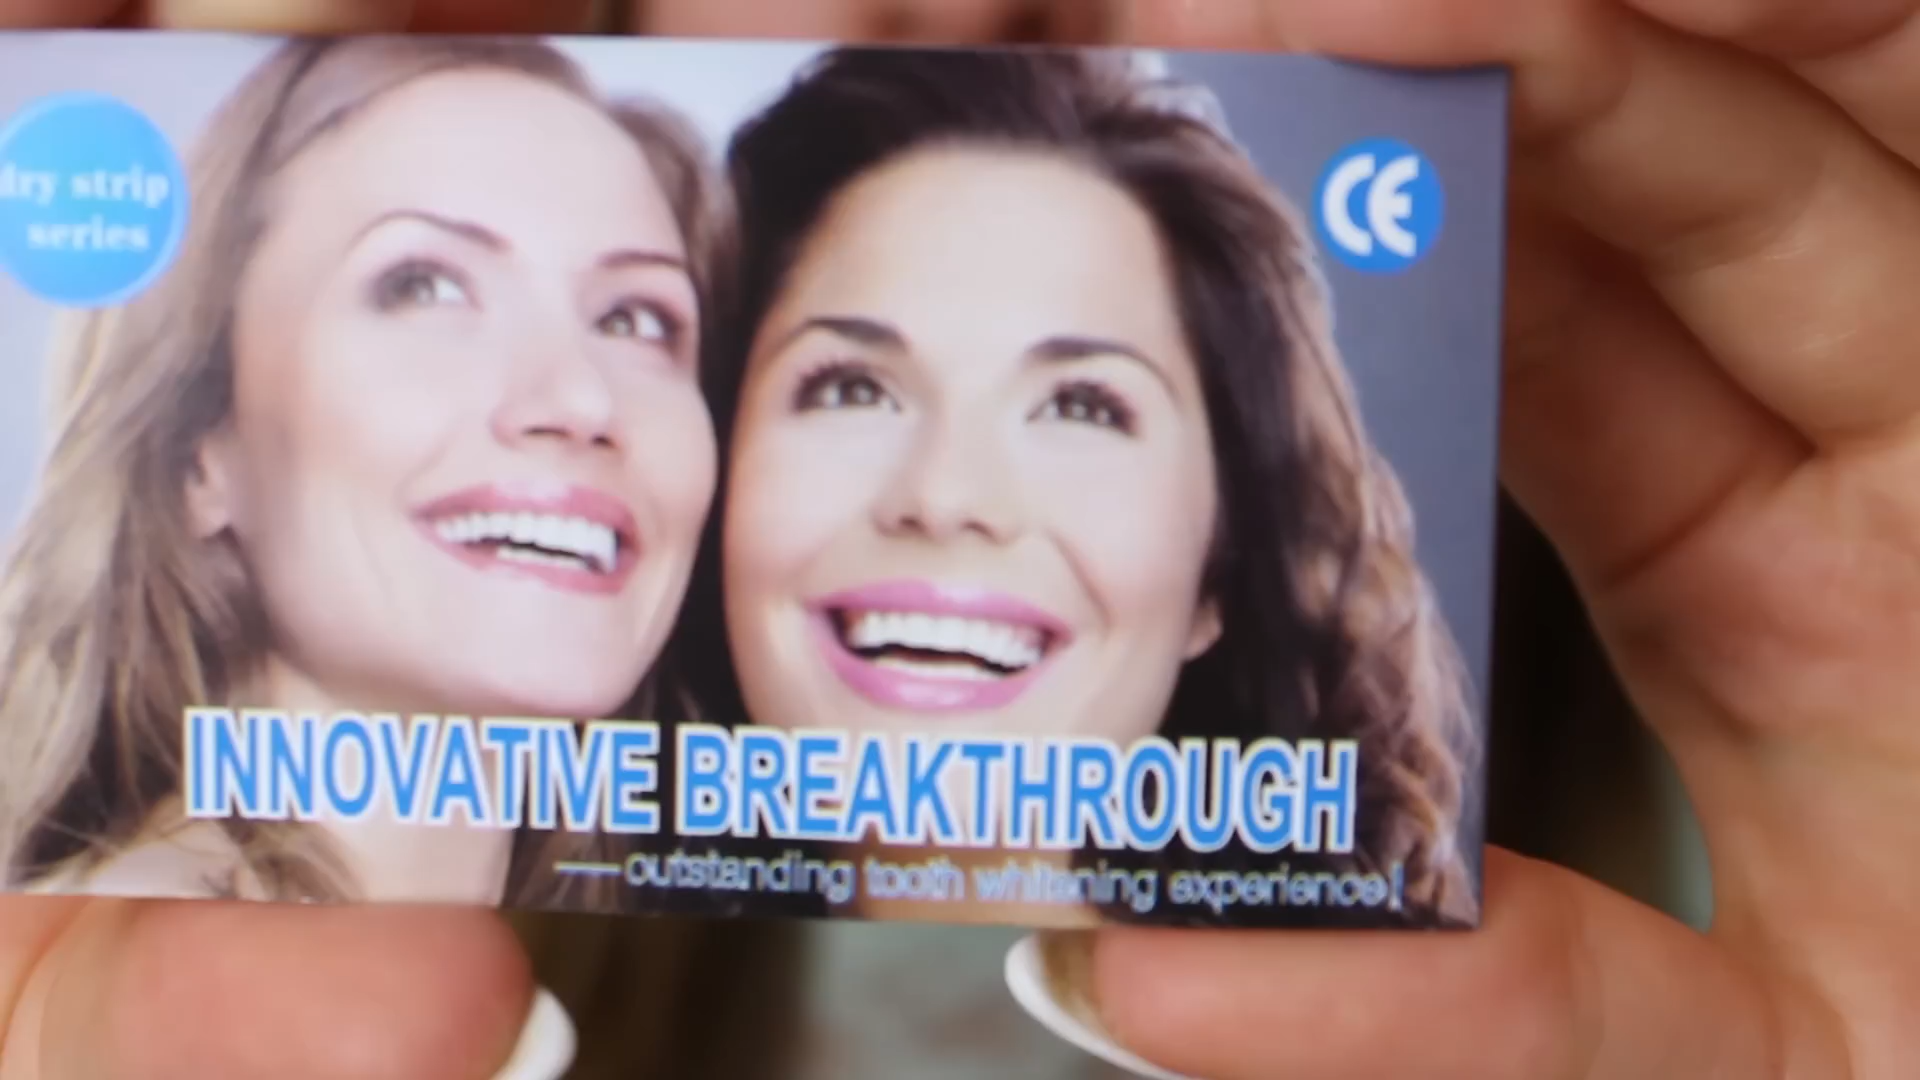 dry strip
series
CE
INNOVATIVE BREAKTHROUGH
—outstanding tooth whitening experience!